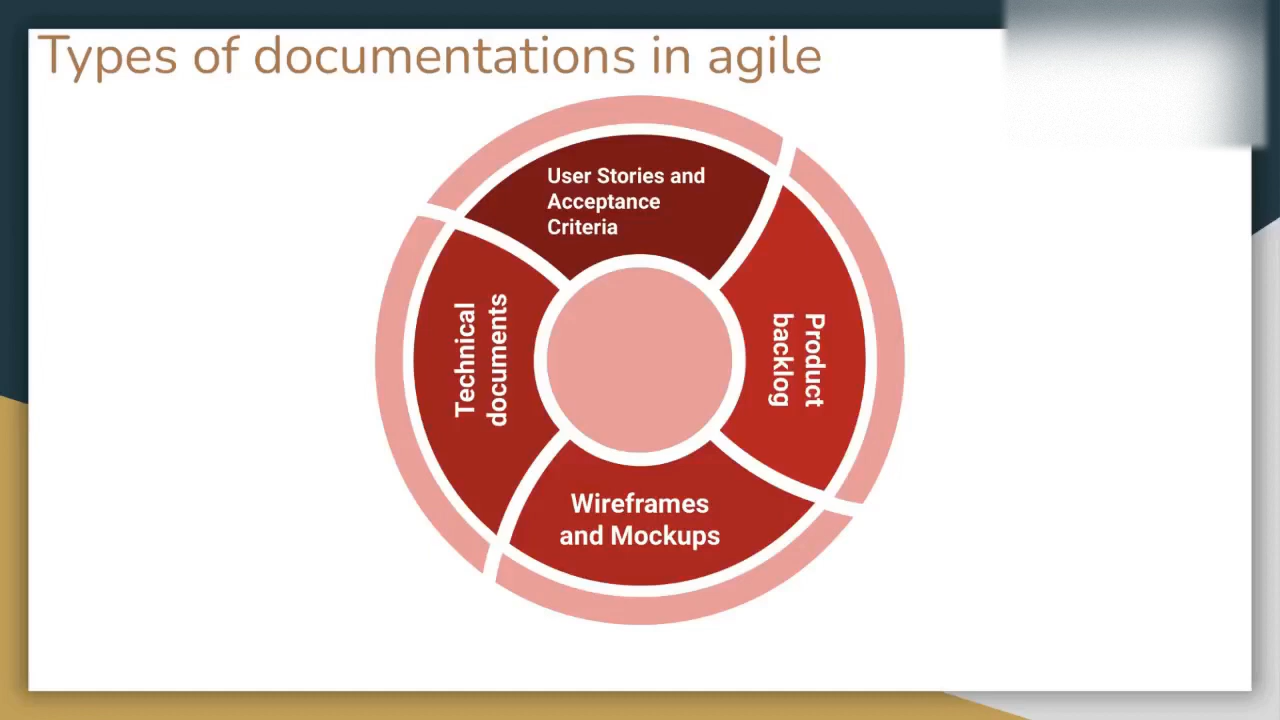 Types of documentations in agile
User Stories and
Acceptance
Criteria
Product
backlog
Wireframes
and Mockups
Technical
documents